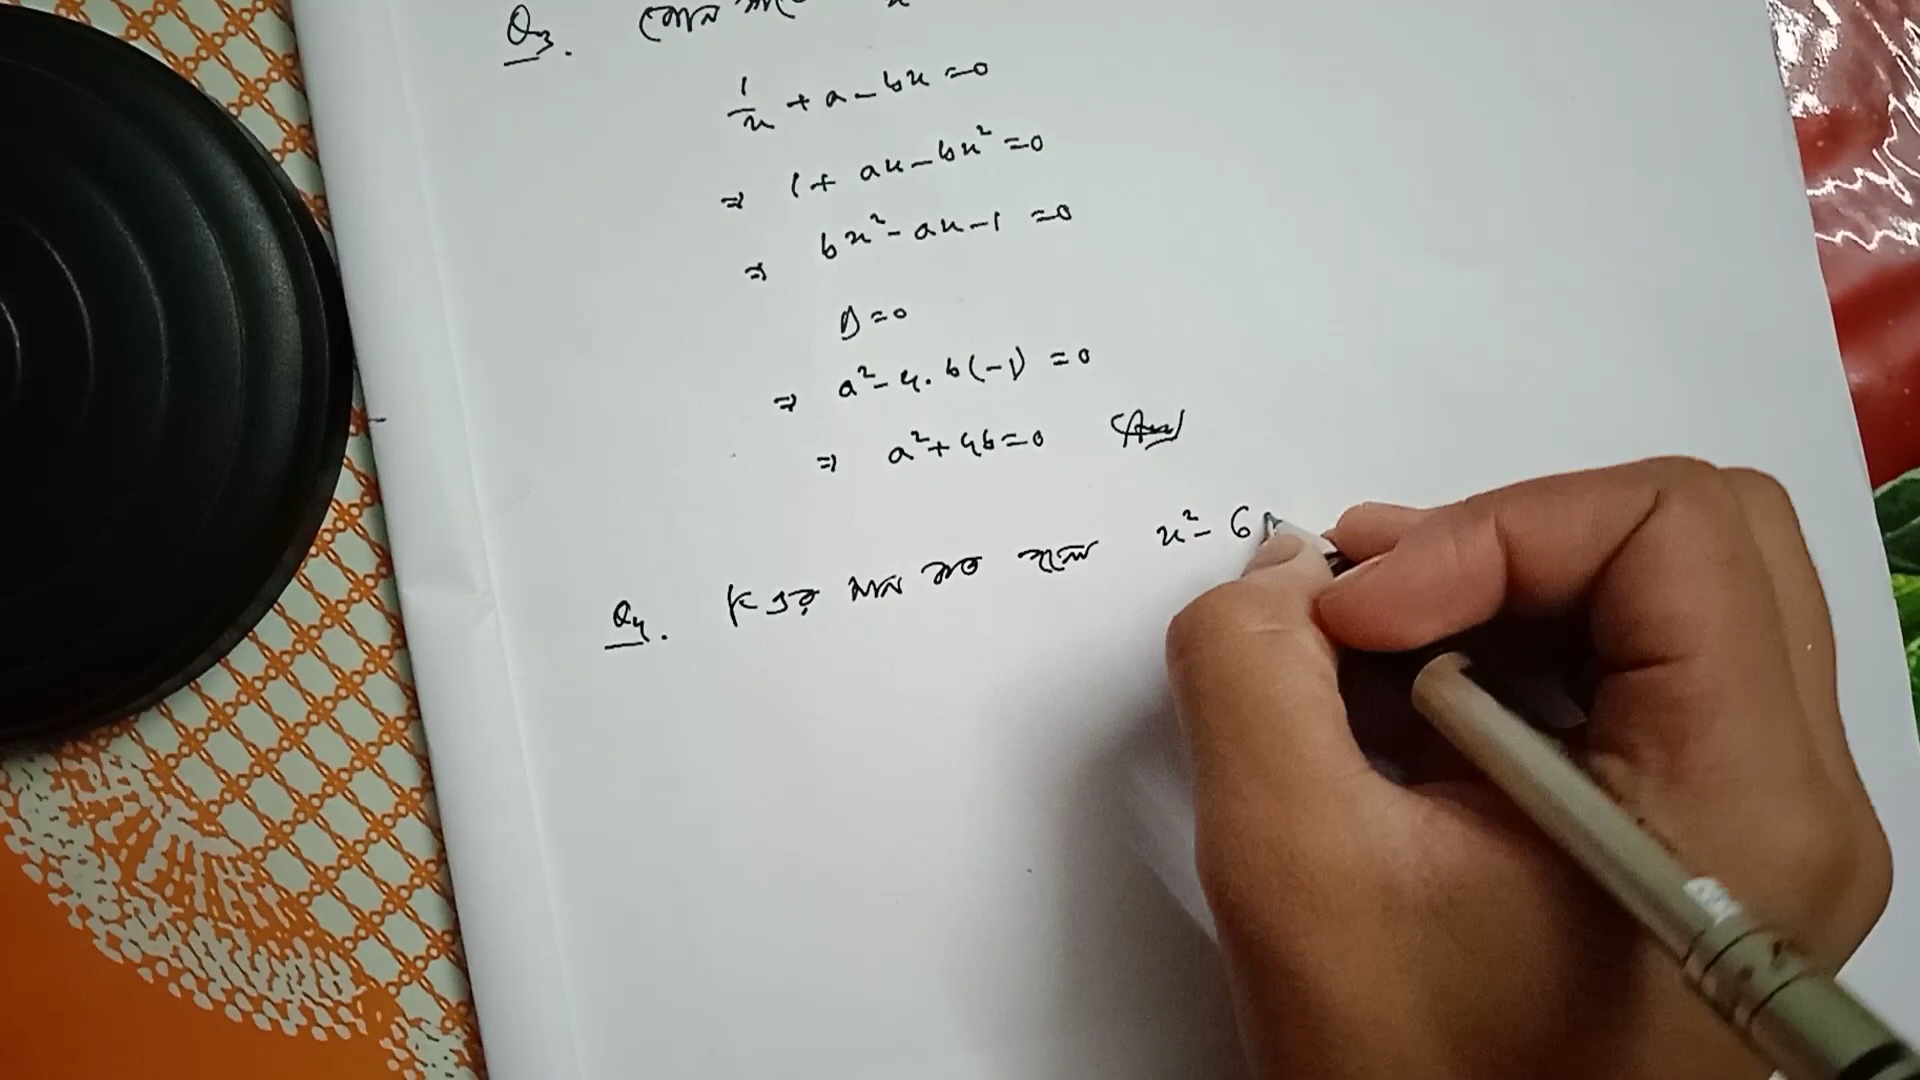 Q3. কোন
1/x + a - bx = 0
⇒ 1 + ax - bx² = 0
⇒ bx² - ax - 1 = 0
D = 0
⇒ a² - 4. b(-1) = 0
⇒ a² + 4b = 0 (Ans)
Q4. K এর মান কত হলে x² - 6